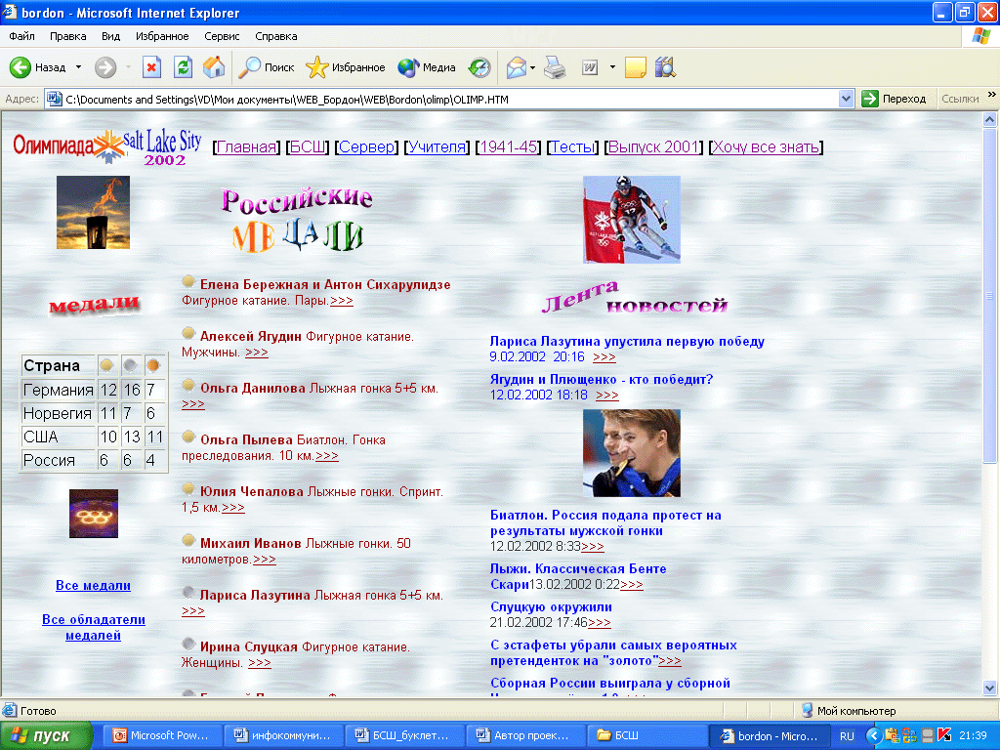 bordon - Microsoft Internet Explorer
Файл Правка Вид Избранное Сервис Справка
Назад Поиск Избранное Медиа
Адрес: C:\Documents and Settings\VD\Мои документы\WEB_Бордон\WEB\Bordon\olimp\OLIMP.HTM Переход Ссылки »
Олимпиада Salt Lake Sity
2002
[Главная] [БСШ] [Сервер] [Учителя] [1941-45] [Тесты] [Выпуск 2001] [Хочу все знать]
Российские
МЕДАЛИ
медали
Страна
Германия 12 16 7
Норвегия 11 7 6
США 10 13 11
Россия 6 6 4
Все медали
Все обладатели
медалей
Елена Бережная и Антон Сихарулидзе
Фигурное катание. Пары.>>>
Алексей Ягудин Фигурное катание.
Мужчины. >>>
Ольга Данилова Лыжная гонка 5+5 км.
>>>
Ольга Пылева Биатлон. Гонка
преследования. 10 км.>>>
Юлия Чепалова Лыжные гонки. Спринт.
1,5 км.>>>
Михаил Иванов Лыжные гонки. 50
километров.>>>
Лариса Лазутина Лыжная гонка 5+5 км.
>>>
Ирина Слуцкая Фигурное катание.
Женщины. >>>
Лента
новостей
Лариса Лазутина упустила первую победу
9.02.2002 20:16 >>>
Ягудин и Плющенко - кто победит?
12.02.2002 18:18 >>>
Биатлон. Россия подала протест на
результаты мужской гонки
12.02.2002 8:33>>>
Лыжи. Классическая Бенте
Скари13.02.2002 0:22>>>
Слуцкую окружили
21.02.2002 17:46>>>
С эстафеты убрали самых вероятных
претенденток на "золото">>>
Сборная России выиграла у сборной
Готово Мой компьютер
пуск Microsoft Pow... инфокоммуни... БСШ_буклет... Автор проек... БСШ bordon - Micro... RU 21:39